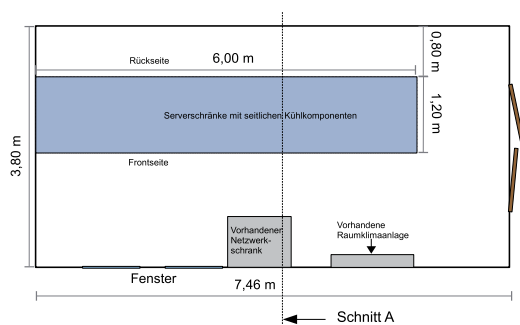 Rückseite
6,00 m
0,80 m
Serverschränke mit seitlichen Kühlkomponenten
1,20 m
3,80 m
Frontseite
Vorhandener
Netzwerk-
schrank
Vorhandene
Raumklimaanlage
Fenster
7,46 m
Schnitt A